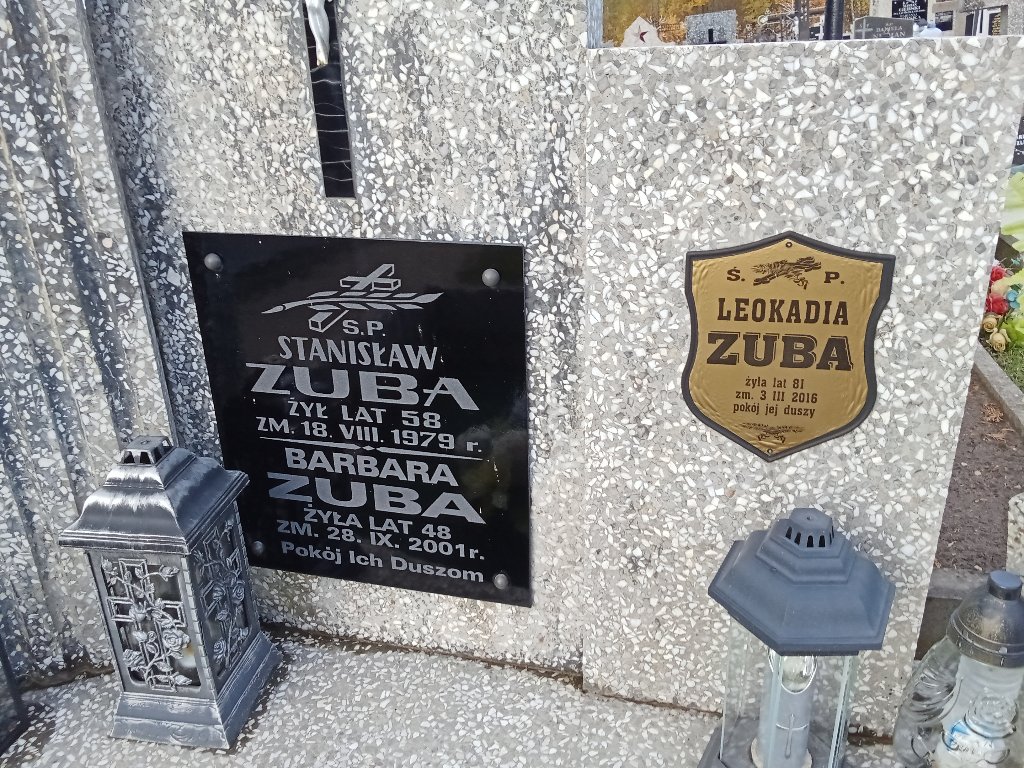 Ś.P.
STANISŁAW
ZUBA
ŻYŁ LAT 58
ZM. 18. VIII. 1979 r.
BARBARA
ZUBA
ŻYŁA LAT 48
ZM. 28. IX. 2001 r.
Pokój Ich Duszom
Ś. P.
LEOKADIA
ZUBA
żyła lat 81
zm. 3 III 2016
pokój jej duszy